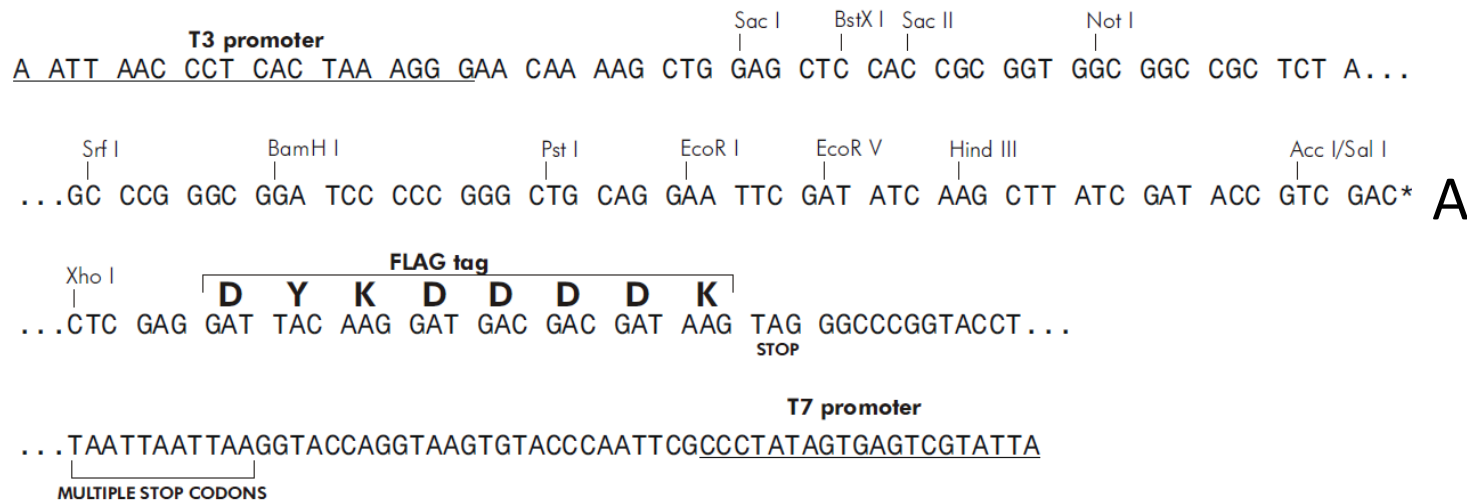 Sac I BstX I Sac II Not I
T3 promoter
A ATT AAC CCT CAC TAA AGG GAA CAA AAG CTG GAG CTC CAC CGC GGT GGC GGC CGC TCT A...
Srf I BamH I Pst I EcoR I EcoR V Hind III Acc I/Sal I
...GC CCG GGC GGA TCC CCC GGG CTG CAG GAA TTC GAT ATC AAG CTT ATC GAT ACC GTC GAC* A
FLAG tag
Xho I
D Y K D D D D K
...CTC GAG GAT TAC AAG GAT GAC GAC GAT AAG TAG GGCCCGGTACCT...
STOP
T7 promoter
...TAATTAATTAAGGTACCAGGTAAGTGTACCCAATTCGCCCTATAGTGAGTCGTATTA
MULTIPLE STOP CODONS